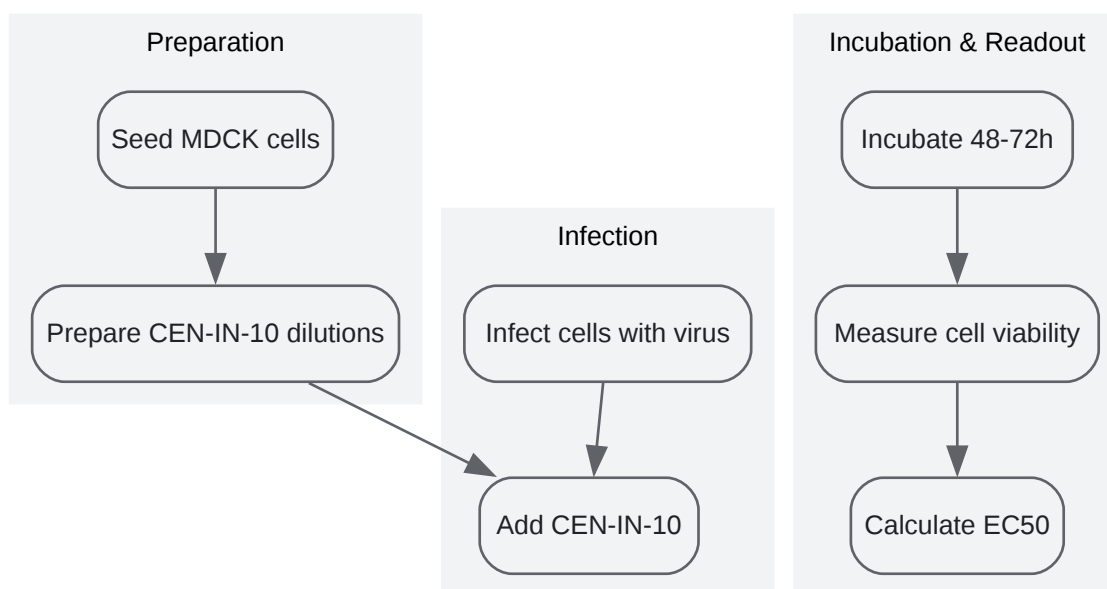 Preparation
Seed MDCK cells
Prepare CEN-IN-10 dilutions
Infection
Infect cells with virus
Add CEN-IN-10
Incubation & Readout
Incubate 48-72h
Measure cell viability
Calculate EC50